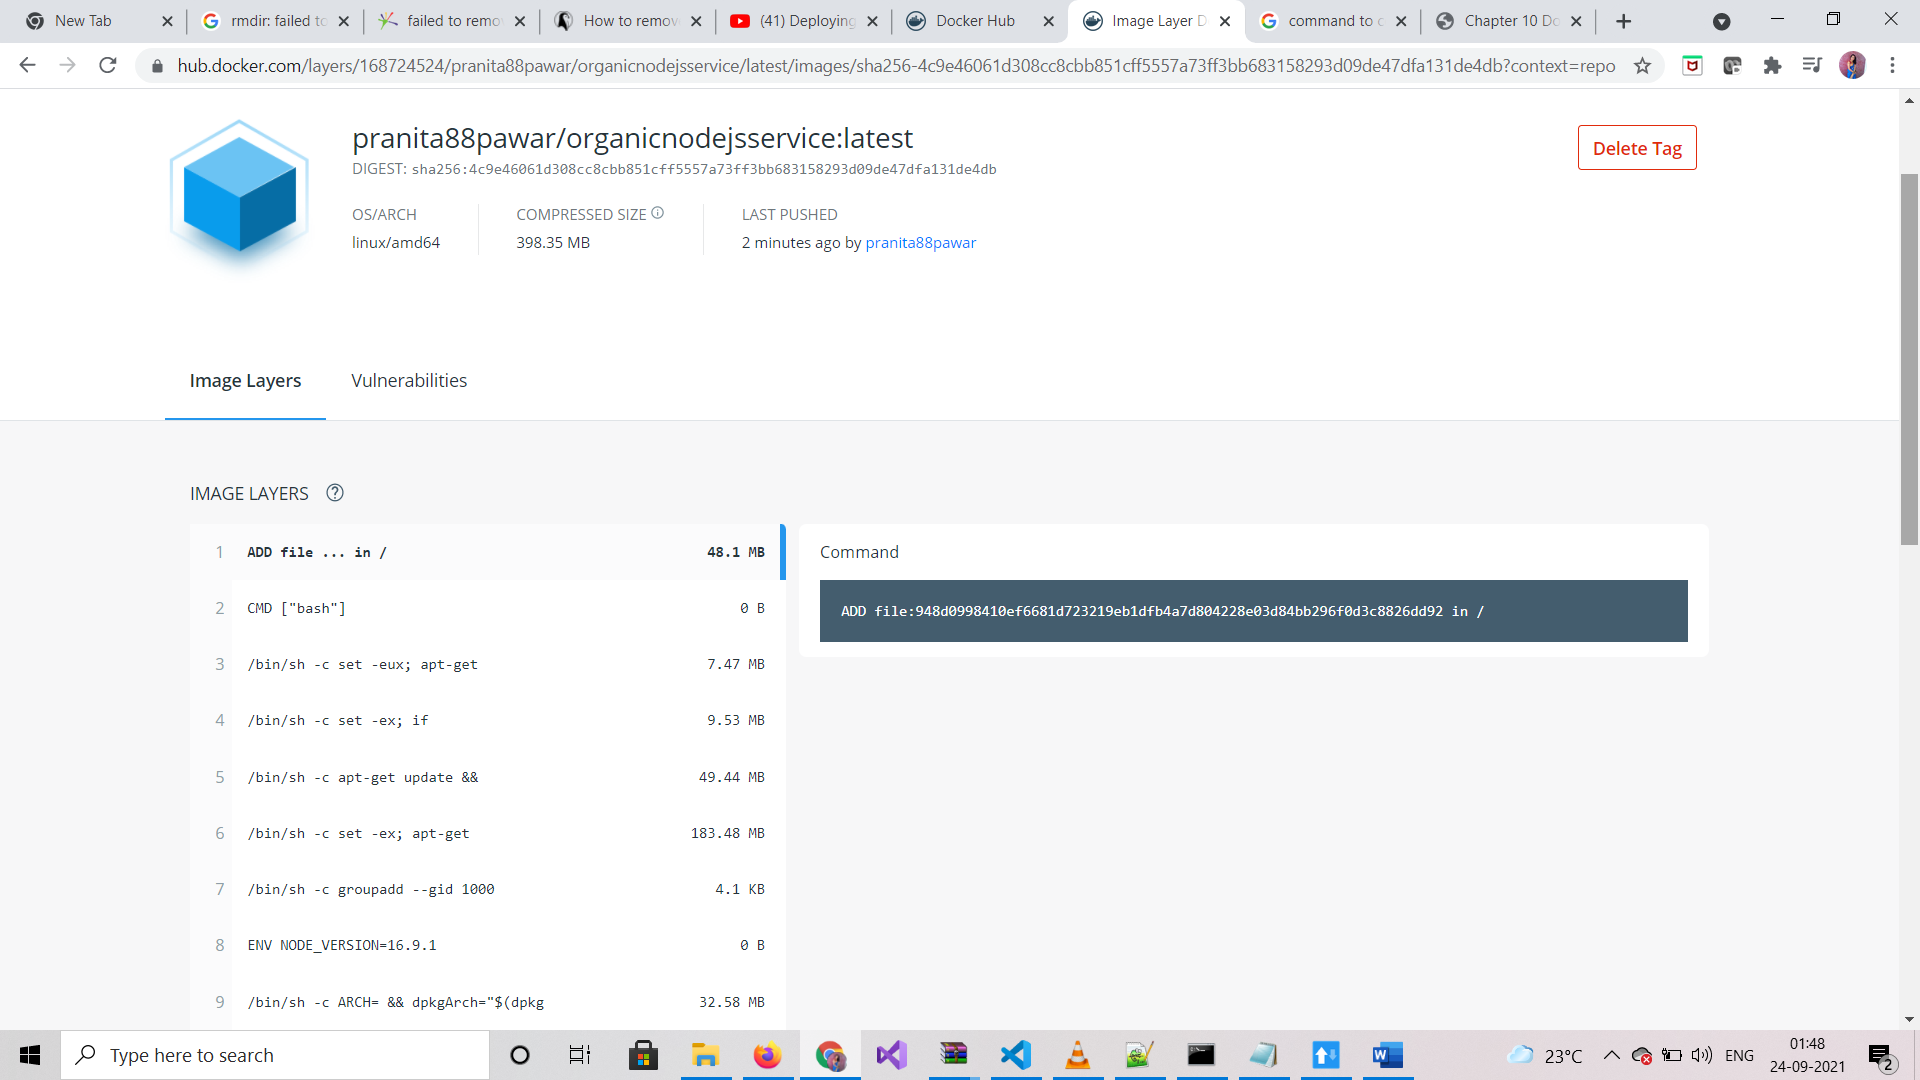 New Tab
rmdir: failed to
failed to remo
How to remov
(41) Deploying
Docker Hub
Image Layer D
command to c
Chapter 10 Do
hub.docker.com/layers/168724524/pranita88pawar/organicnodejsservice/latest/images/sha256-4c9e46061d308cc8cbb851cff5557a73ff3bb683158293d09de47dfa131de4db?context=repo
pranita88pawar/organicnodejsservice:latest
Delete Tag
DIGEST: sha256:4c9e46061d308cc8cbb851cff5557a73ff3bb683158293d09de47dfa131de4db
OS/ARCH
linux/amd64
COMPRESSED SIZE
398.35 MB
LAST PUSHED
2 minutes ago by pranita88pawar
Image Layers
Vulnerabilities
IMAGE LAYERS
1 ADD file ... in / 48.1 MB
2 CMD ["bash"] 0 B
3 /bin/sh -c set -eux; apt-get 7.47 MB
4 /bin/sh -c set -ex; if 9.53 MB
5 /bin/sh -c apt-get update && 49.44 MB
6 /bin/sh -c set -ex; apt-get 183.48 MB
7 /bin/sh -c groupadd --gid 1000 4.1 KB
8 ENV NODE_VERSION=16.9.1 0 B
9 /bin/sh -c ARCH= && dpkgArch="$(dpkg 32.58 MB
Command
ADD file:948d0998410ef6681d723219eb1dfb4a7d804228e03d84bb296f0d3c8826dd92 in /
Type here to search
23°C
ENG
01:48
24-09-2021
2